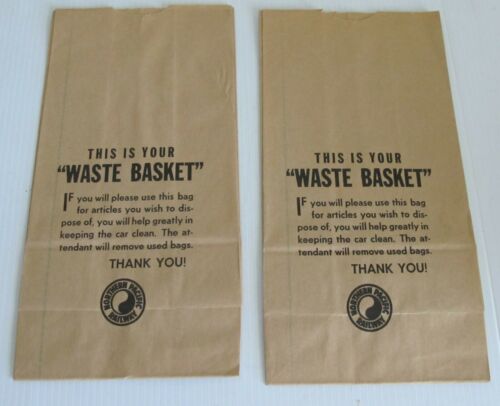 THIS IS YOUR
"WASTE BASKET"
IF you will please use this bag
for articles you wish to dis-
pose of, you will help greatly in
keeping the car clean. The at-
tendant will remove used bags.
THANK YOU!
NORTHERN PACIFIC
RAILWAY
THIS IS YOUR
"WASTE BASKET"
IF you will please use this bag
for articles you wish to dis-
pose of, you will help greatly in
keeping the car clean. The at-
tendant will remove used bags.
THANK YOU!
NORTHERN PACIFIC
RAILWAY